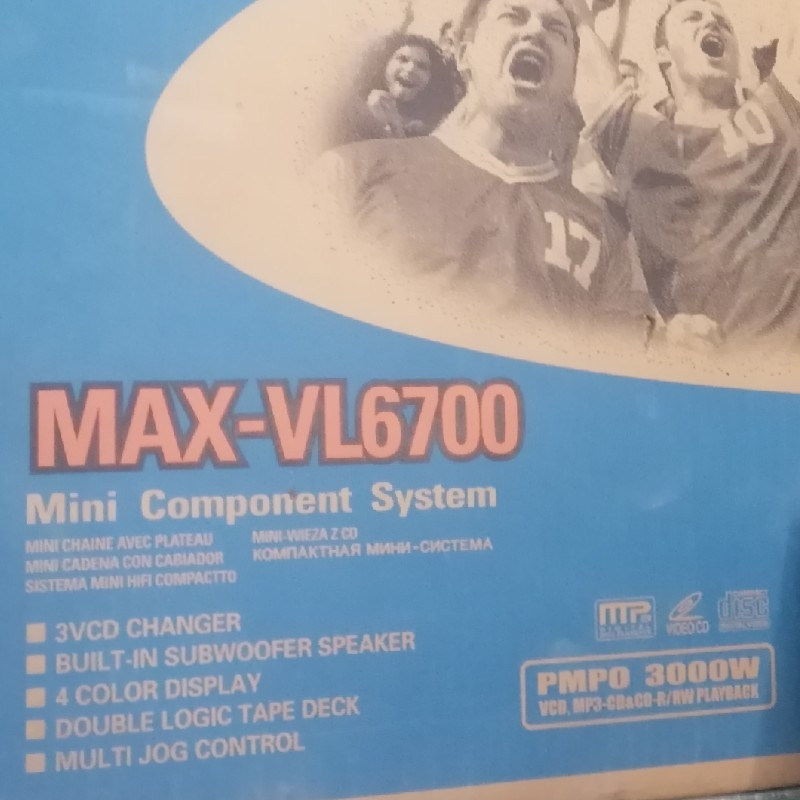 17
10
MAX-VL6700
Mini Component System
MINI CHAINE AVEC PLATEAU
MINI CADENA CON CABIADOR
SISTEMA MINI HIFI COMPACTTO
MINI-WIEZA Z CD
КОМПАКТНАЯ МИНИ-СИСТЕМА
3VCD CHANGER
BUILT-IN SUBWOOFER SPEAKER
4 COLOR DISPLAY
DOUBLE LOGIC TAPE DECK
MULTI JOG CONTROL
MP3
VIDEO CD
COMPACT
disc
PMPO 3000W
VCD, MP3-CD&CD-R/RW PLAYBACK